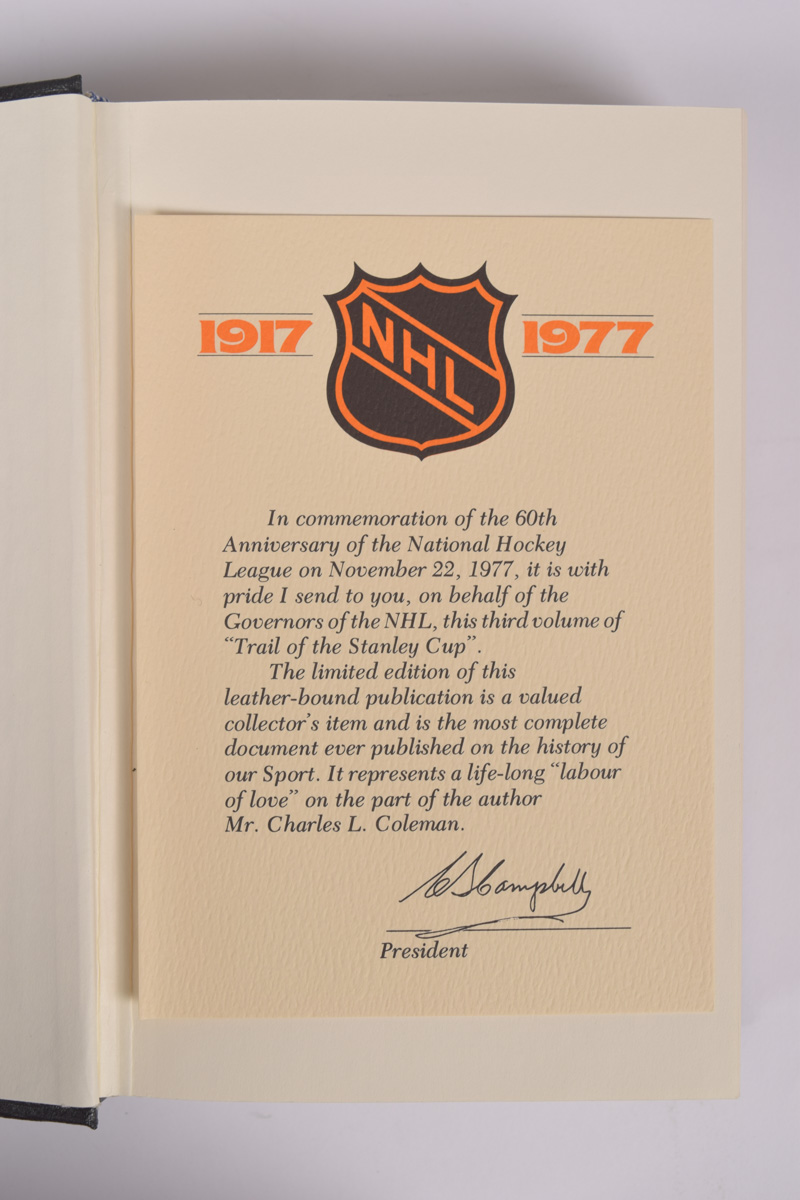 1917 NHL 1977
In commemoration of the 60th
Anniversary of the National Hockey
League on November 22, 1977, it is with
pride I send to you, on behalf of the
Governors of the NHL, this third volume of
“Trail of the Stanley Cup”.
The limited edition of this
leather-bound publication is a valued
collector’s item and is the most complete
document ever published on the history of
our Sport. It represents a life-long “labour
of love” on the part of the author
Mr. Charles L. Coleman.
CSCampbell
President